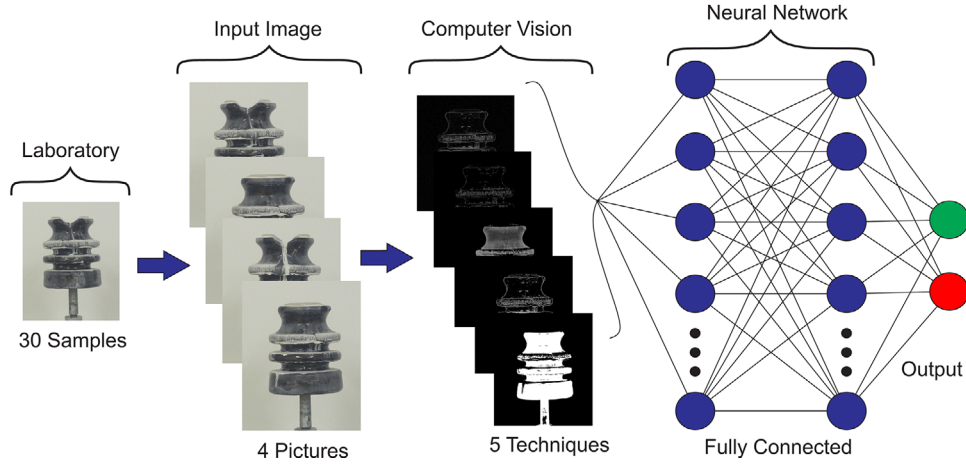 Laboratory
30 Samples
Input Image
4 Pictures
Computer Vision
5 Techniques
Neural Network
Fully Connected
Output